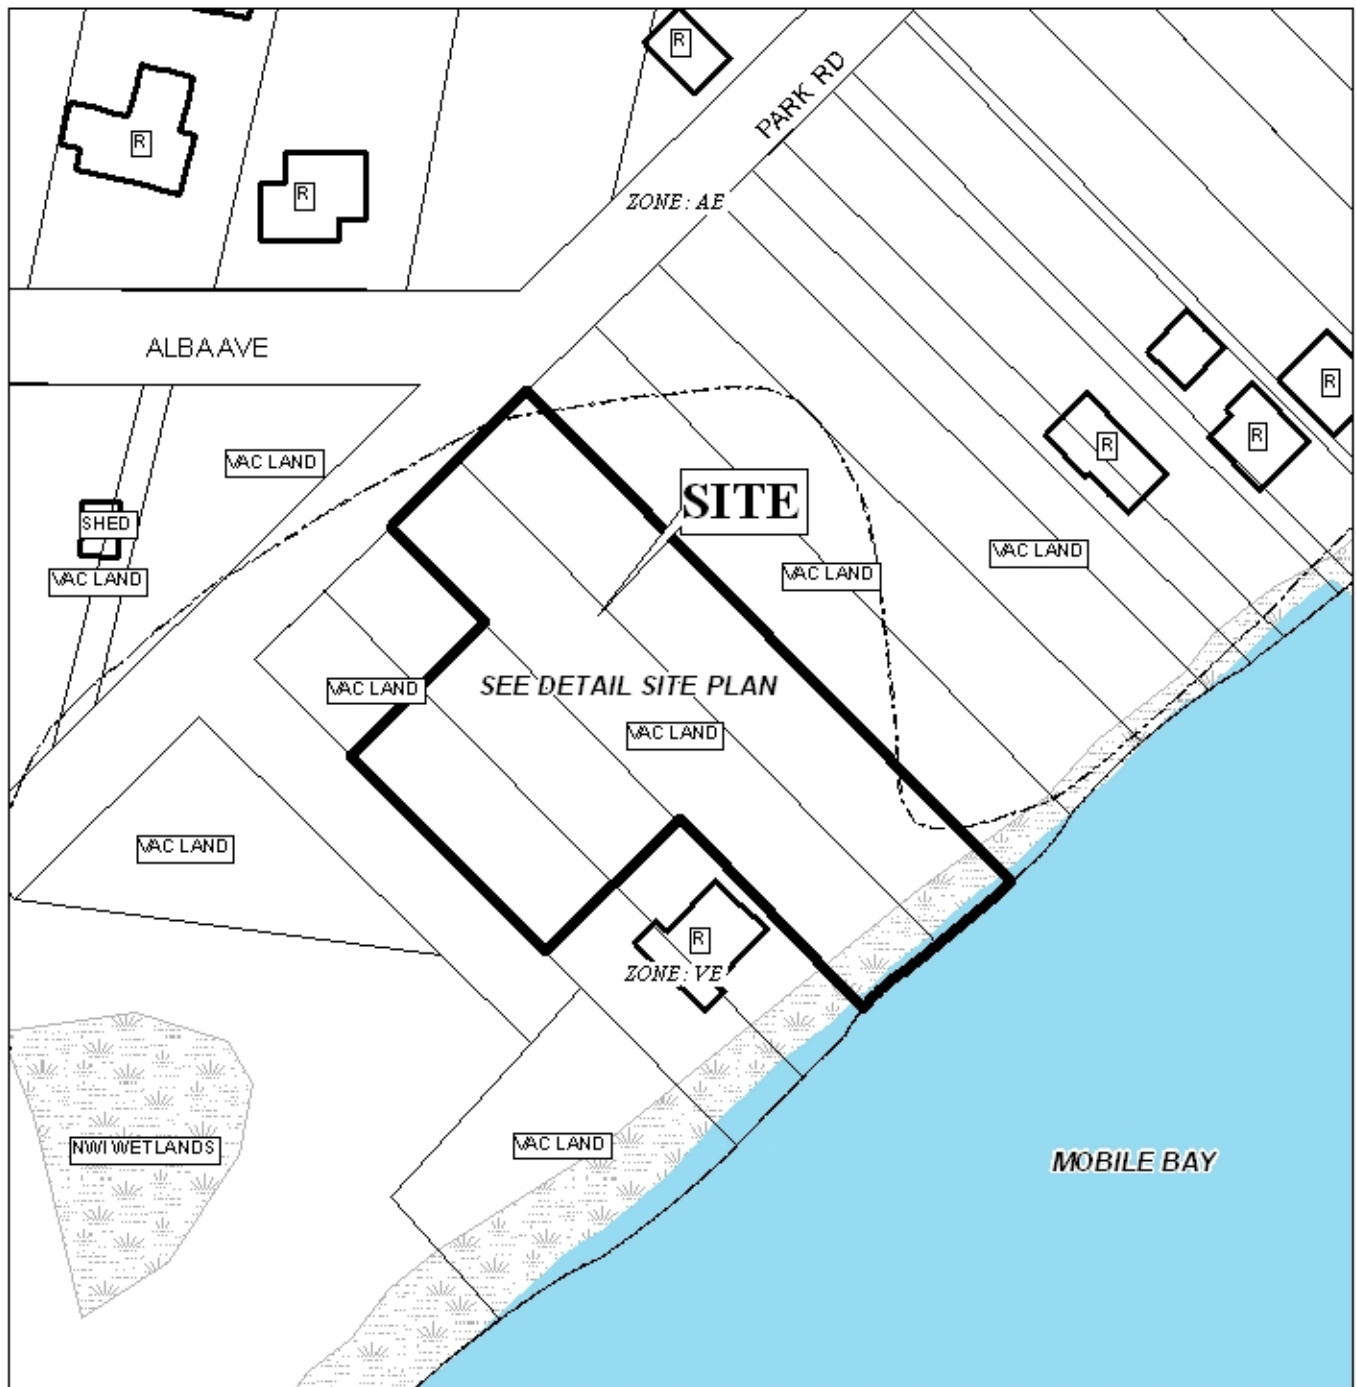 R
PARK RD
R
R
ZONE: AE
ALBA AVE
R
R
R
VAC LAND
SITE
SHED
VAC LAND
VAC LAND
VAC LAND
VAC LAND
SEE DETAIL SITE PLAN
VAC LAND
VAC LAND
R
ZONE: VE
NWI WETLANDS
VAC LAND
MOBILE BAY